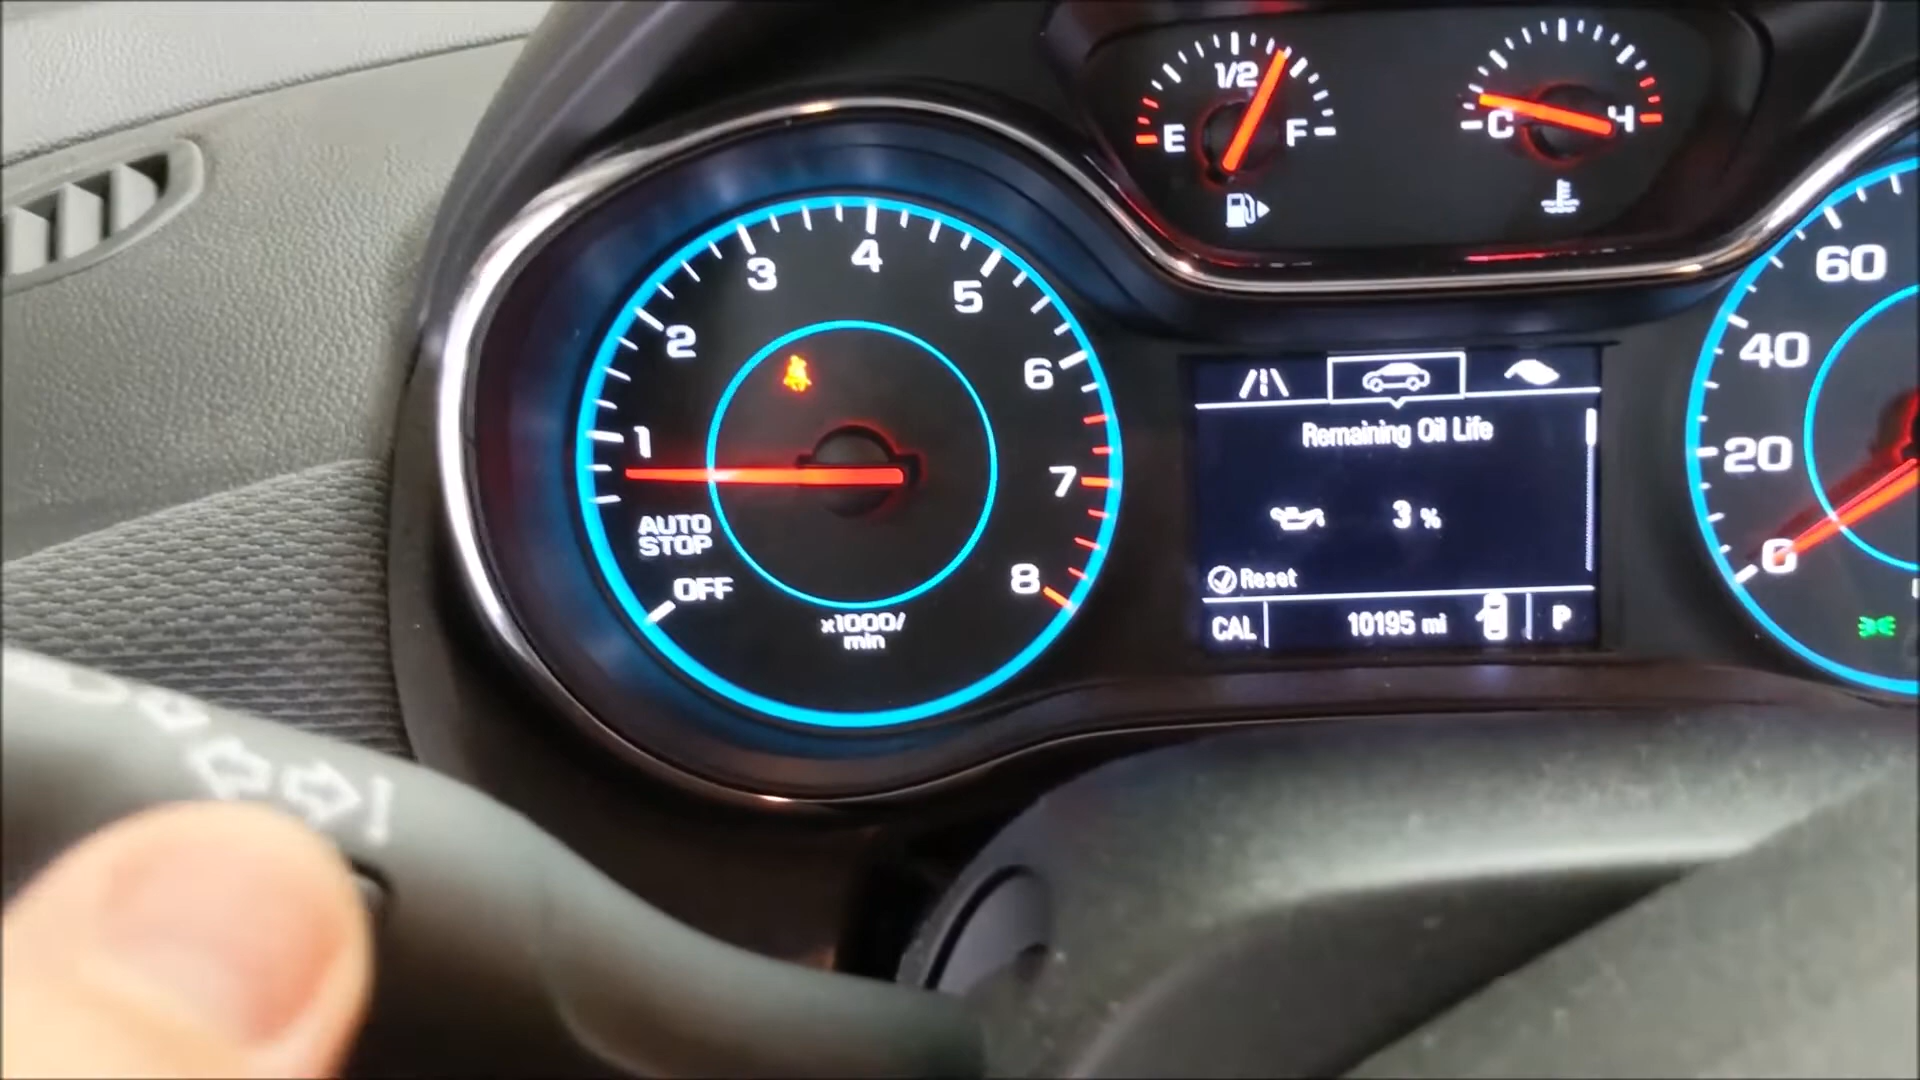 1/2
E
F
C
H
1
2
3
4
5
6
7
8
AUTO
STOP
OFF
x1000/
min
Remaining Oil Life
3 %
Reset
CAL
10195 mi
P
60
40
20
0